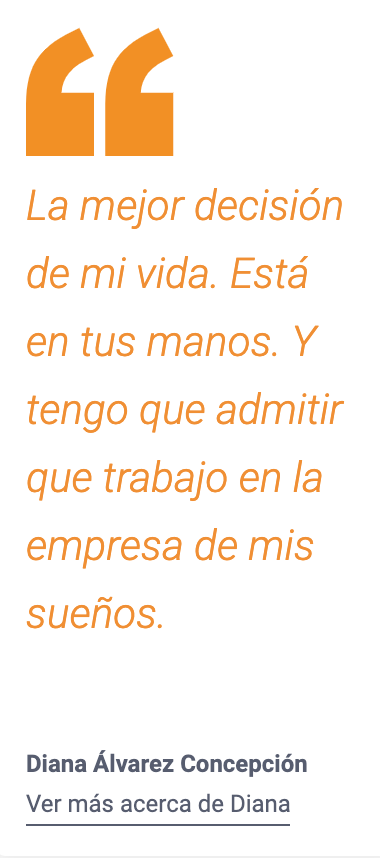 La mejor decisión
de mi vida. Está
en tus manos. Y
tengo que admitir
que trabajo en la
empresa de mis
sueños.
Diana Álvarez Concepción
Ver más acerca de Diana